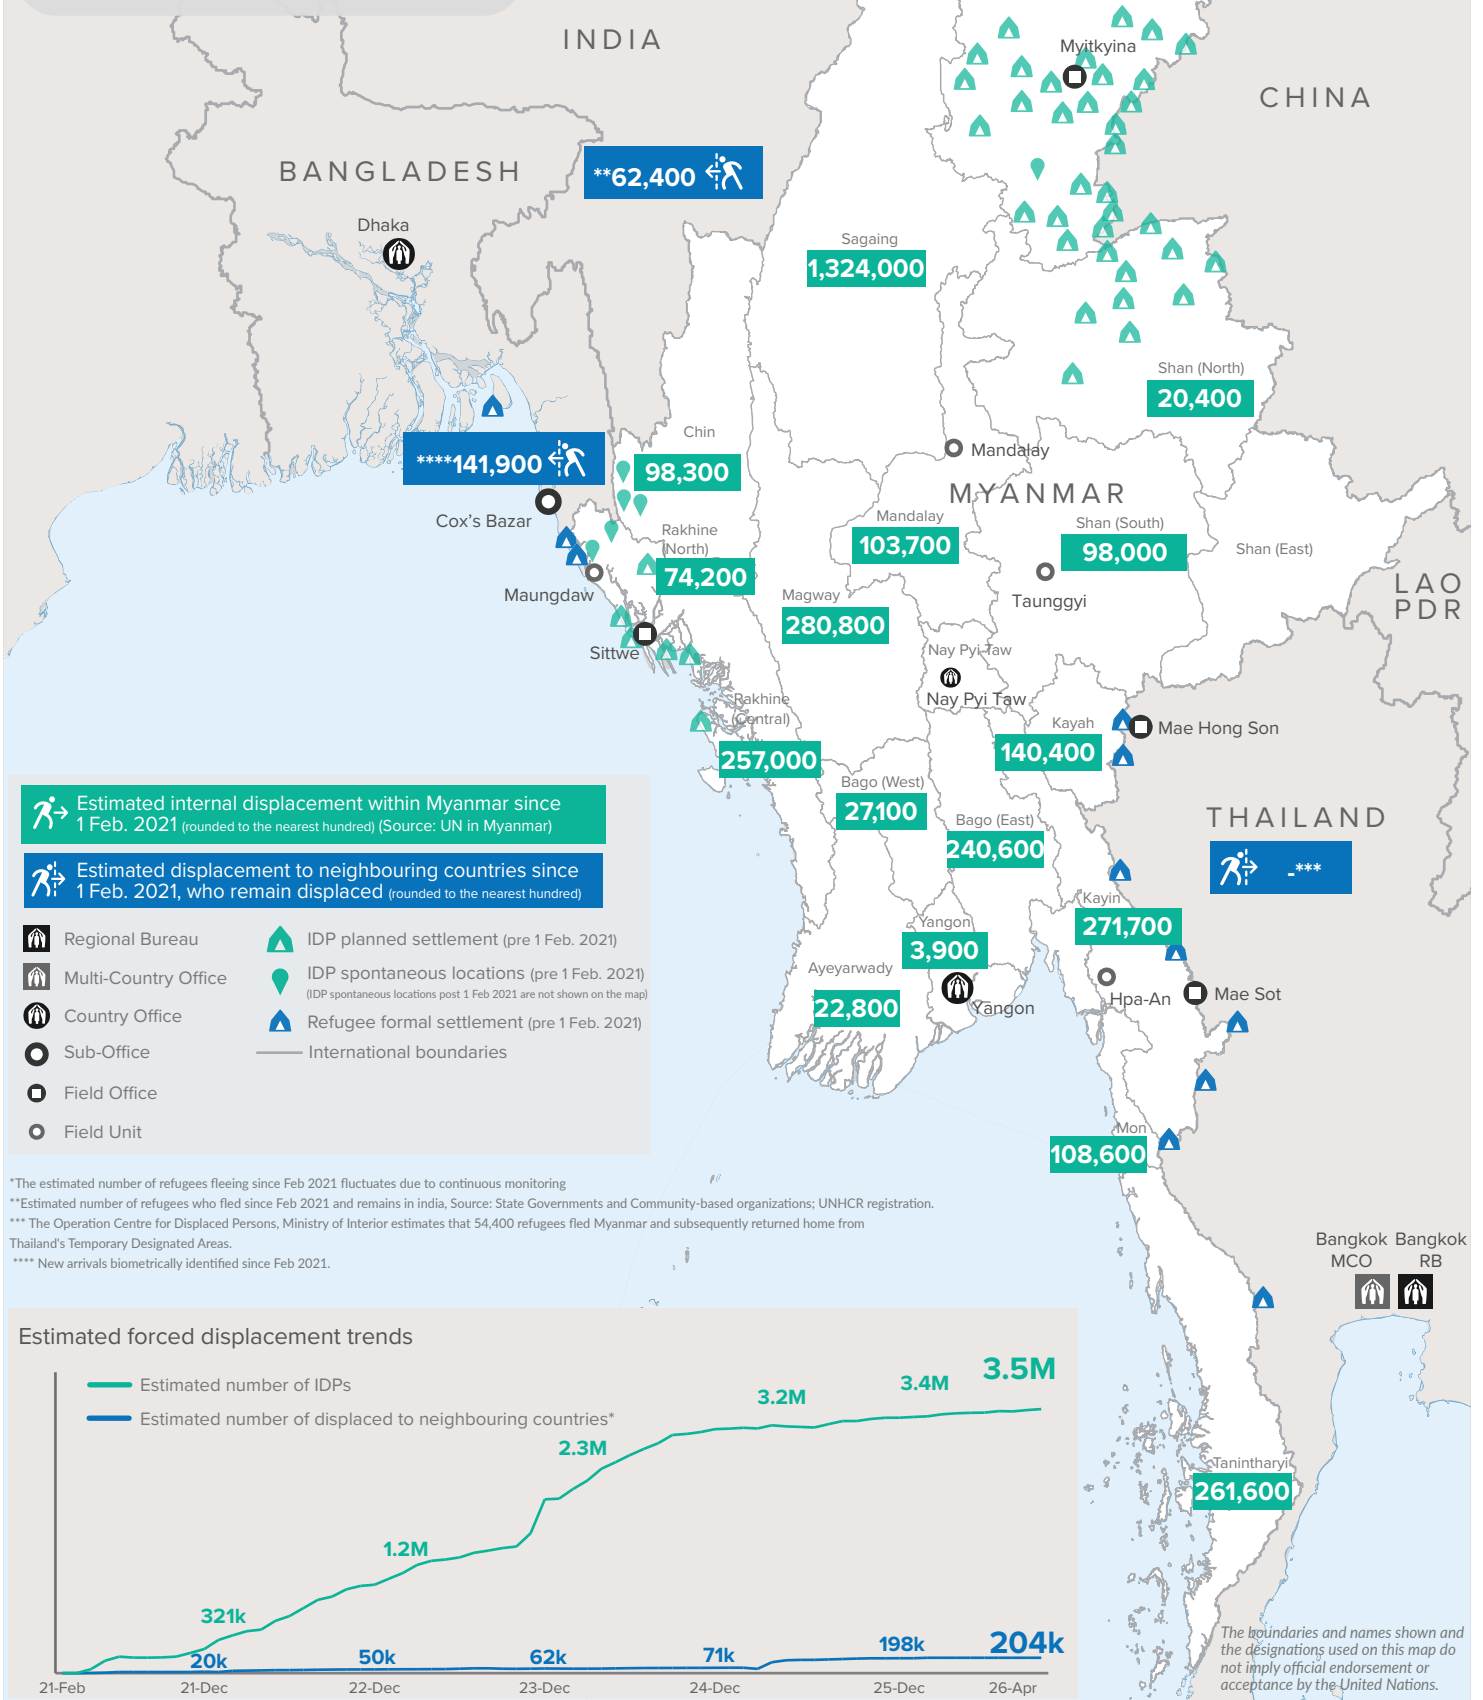 INDIA
Myitkyina
CHINA
BANGLADESH
**62,400
Dhaka
Sagaing
1,324,000
Shan (North)
20,400
Chin
****141,900
98,300
Mandalay
MYANMAR
Cox's Bazar
Rakhine
(North)
74,200
Mandalay
103,700
Shan (South)
98,000
Shan (East)
LAO
PDR
Maungdaw
Magway
280,800
Taunggyi
Sittwe
Nay Pyi Taw
Nay Pyi Taw
Rakhine
(Central)
257,000
Kayah
140,400
Mae Hong Son
Bago (West)
27,100
Bago (East)
240,600
THAILAND
-***
Kayin
271,700
Yangon
3,900
Ayeyarwady
22,800
Yangon
Hpa-An
Mae Sot
Mon
108,600
Estimated internal displacement within Myanmar since
1 Feb. 2021 (rounded to the nearest hundred) (Source: UN in Myanmar)
Estimated displacement to neighbouring countries since
1 Feb. 2021, who remain displaced (rounded to the nearest hundred)
Regional Bureau
Multi-Country Office
Country Office
Sub-Office
Field Office
Field Unit
IDP planned settlement (pre 1 Feb. 2021)
IDP spontaneous locations (pre 1 Feb. 2021)
(IDP spontaneous locations post 1 Feb 2021 are not shown on the map)
Refugee formal settlement (pre 1 Feb. 2021)
International boundaries
*The estimated number of refugees fleeing since Feb 2021 fluctuates due to continuous monitoring
**Estimated number of refugees who fled since Feb 2021 and remains in india, Source: State Governments and Community-based organizations; UNHCR registration.
*** The Operation Centre for Displaced Persons, Ministry of Interior estimates that 54,400 refugees fled Myanmar and subsequently returned home from
Thailand's Temporary Designated Areas.
**** New arrivals biometrically identified since Feb 2021.
Bangkok
MCO
Bangkok
RB
Tanintharyi
261,600
Estimated forced displacement trends
Estimated number of IDPs
Estimated number of displaced to neighbouring countries*
321k
1.2M
2.3M
3.2M
3.4M
3.5M
20k
50k
62k
71k
198k
204k
21-Feb
21-Dec
22-Dec
23-Dec
24-Dec
25-Dec
26-Apr
The boundaries and names shown and
the designations used on this map do
not imply official endorsement or
acceptance by the United Nations.